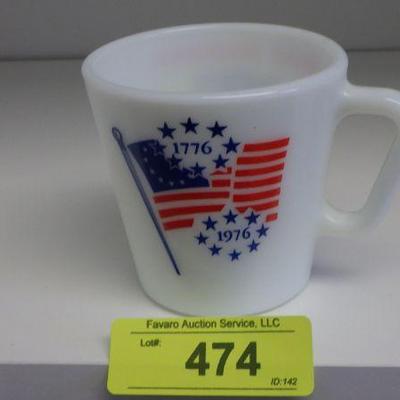 1776
1976
Favaro Auction Service, LLC
Lot#:
474
ID:142